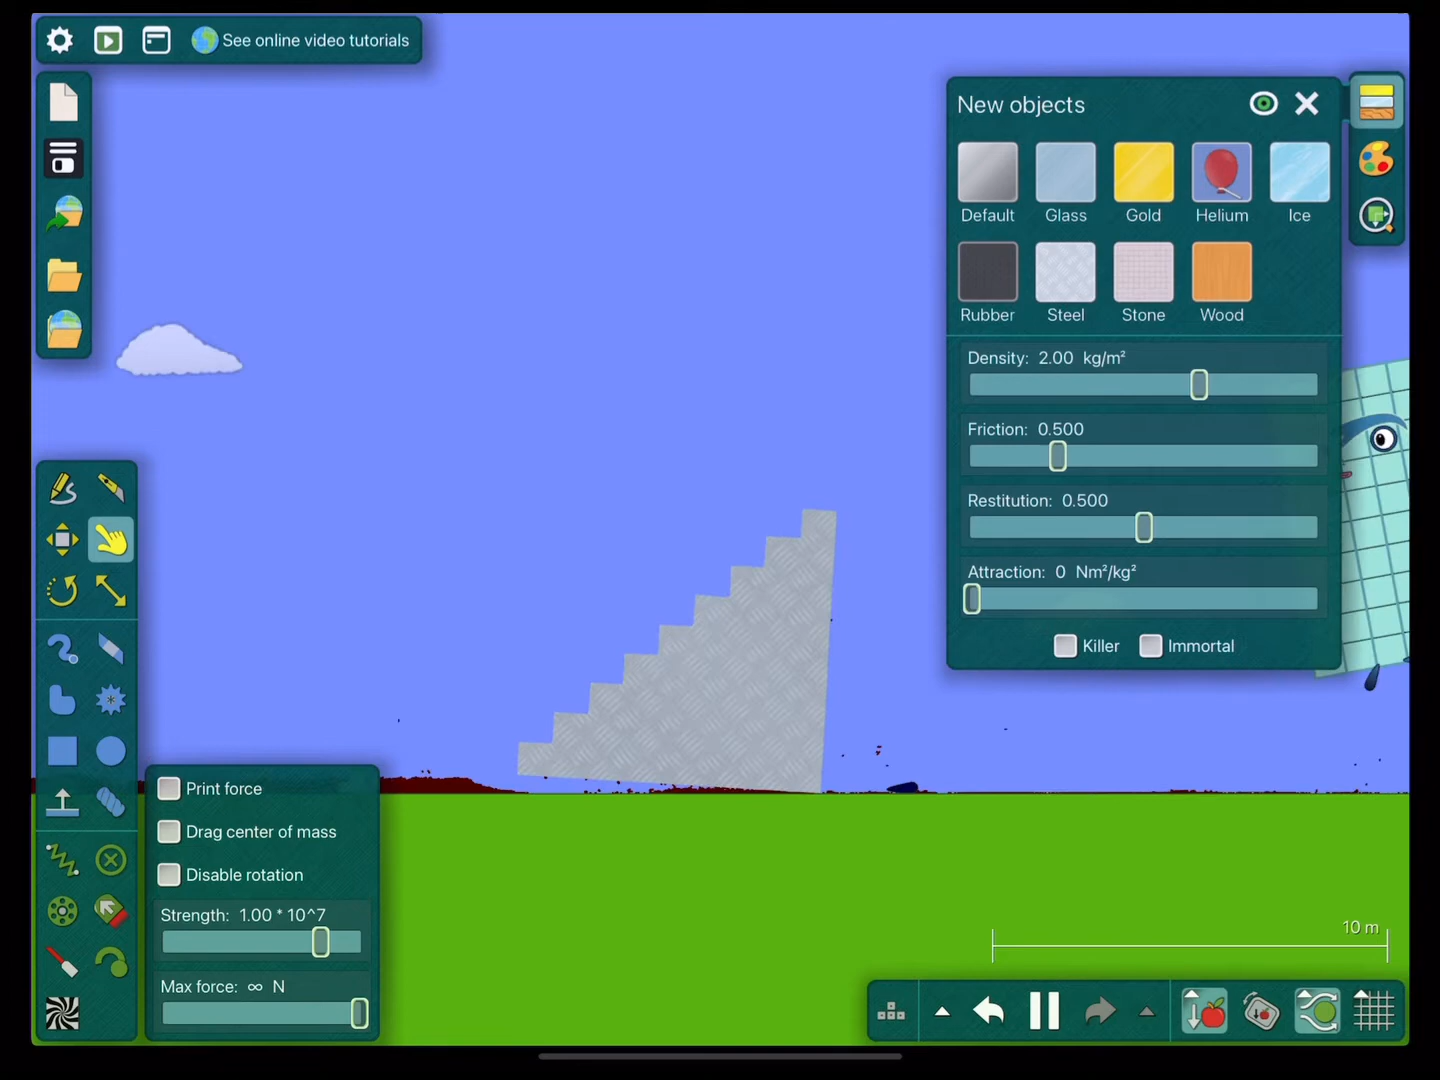 See online video tutorials
New objects
Default
Glass
Gold
Helium
Ice
Rubber
Steel
Stone
Wood
Density: 2.00 kg/m²
Friction: 0.500
Restitution: 0.500
Attraction: 0 Nm²/kg²
Killer
Immortal
Print force
Drag center of mass
Disable rotation
Strength: 1.00 * 10^7
Max force: ∞ N
10 m